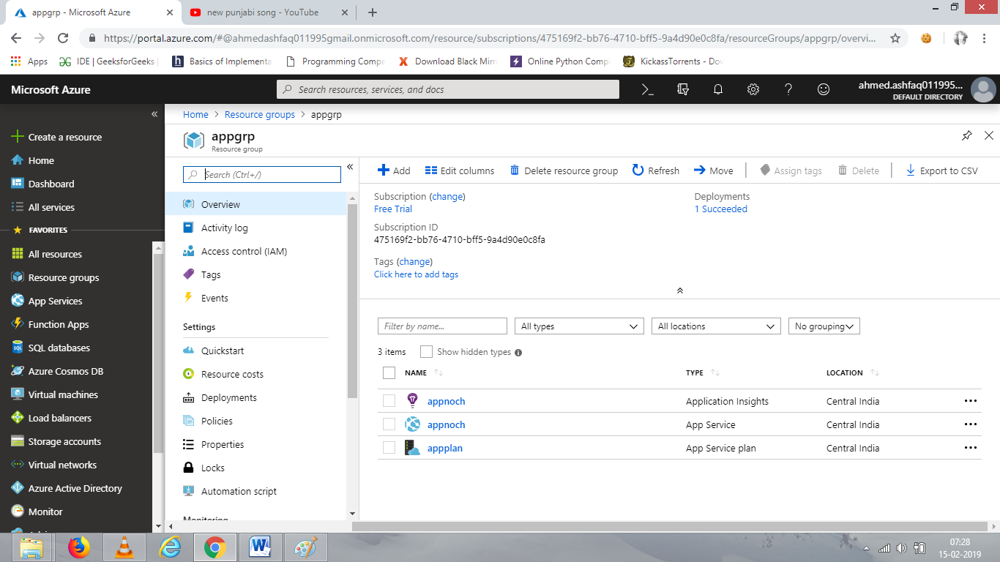 appgrp - Microsoft Azure
new punjabi song - YouTube
https://portal.azure.com/#@ahmedashfaq011995gmail.onmicrosoft.com/resource/subscriptions/475169f2-bb76-4710-bff5-9a4d90e0c8fa/resourceGroups/appgrp/overvi...
Apps
IDE | GeeksforGeeks |
Basics of Implementa
Programming Compe
Download Black Mirr
Online Python Comp
KickassTorrents - Dow
Microsoft Azure
Search resources, services, and docs
ahmed.ashfaq011995...
DEFAULT DIRECTORY
Create a resource
Home
Dashboard
All services
FAVORITES
All resources
Resource groups
App Services
Function Apps
SQL databases
Azure Cosmos DB
Virtual machines
Load balancers
Storage accounts
Virtual networks
Azure Active Directory
Monitor
Home > Resource groups > appgrp
appgrp
Resource group
Search (Ctrl+/)
Overview
Activity log
Access control (IAM)
Tags
Events
Settings
Quickstart
Resource costs
Deployments
Policies
Properties
Locks
Automation script
Monitoring
Add Edit columns Delete resource group Refresh Move Assign tags Delete Export to CSV
Subscription (change)
Free Trial
Deployments
1 Succeeded
Subscription ID
475169f2-bb76-4710-bff5-9a4d90e0c8fa
Tags (change)
Click here to add tags
Filter by name... All types All locations No grouping
3 items Show hidden types
NAME TYPE LOCATION
appnoch Application Insights Central India
appnoch App Service Central India
appplan App Service plan Central India
07:28
15-02-2019